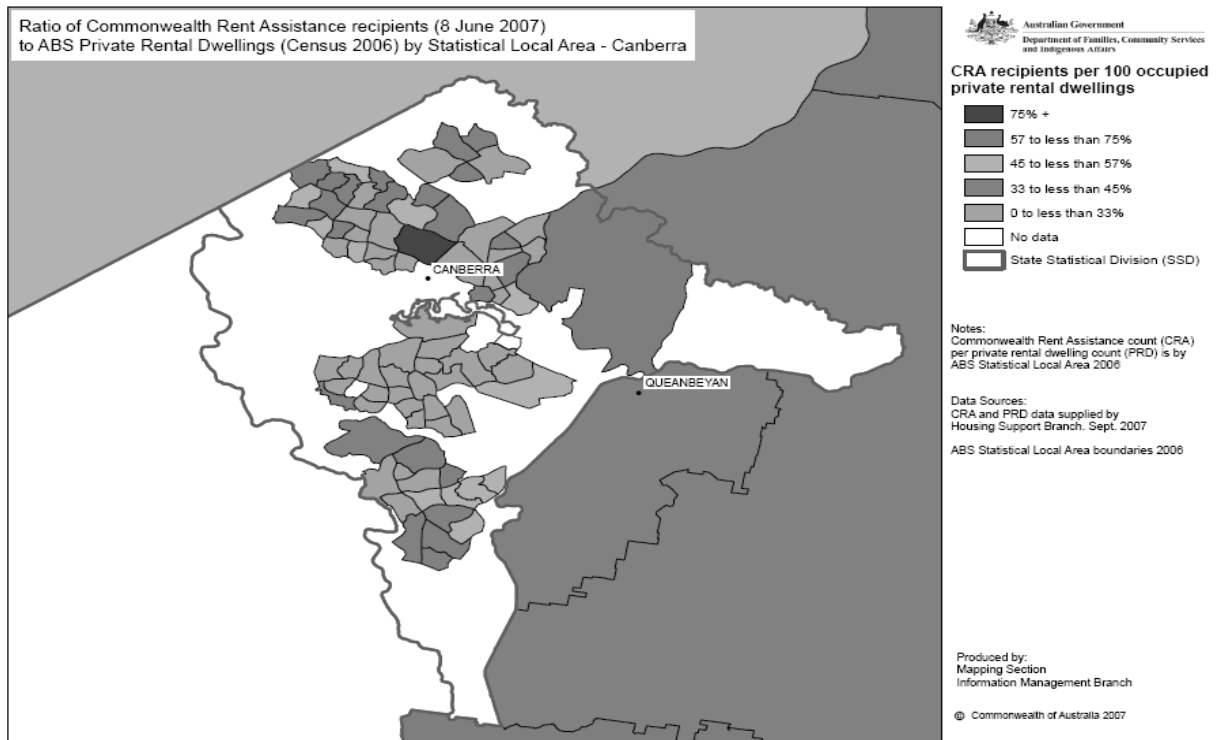 Ratio of Commonwealth Rent Assistance recipients (8 June 2007)
to ABS Private Rental Dwellings (Census 2006) by Statistical Local Area - Canberra
CANBERRA
QUEANBEYAN
Australian Government
Department of Families, Community Services
and Indigenous Affairs
CRA recipients per 100 occupied
private rental dwellings
75% +
57 to less than 75%
45 to less than 57%
33 to less than 45%
0 to less than 33%
No data
State Statistical Division (SSD)
Notes:
Commonwealth Rent Assistance count (CRA)
per private rental dwelling count (PRD) is by
ABS Statistical Local Area 2006
Data Sources:
CRA and PRD data supplied by
Housing Support Branch. Sept. 2007
ABS Statistical Local Area boundaries 2006
Produced by:
Mapping Section
Information Management Branch
© Commonwealth of Australia 2007